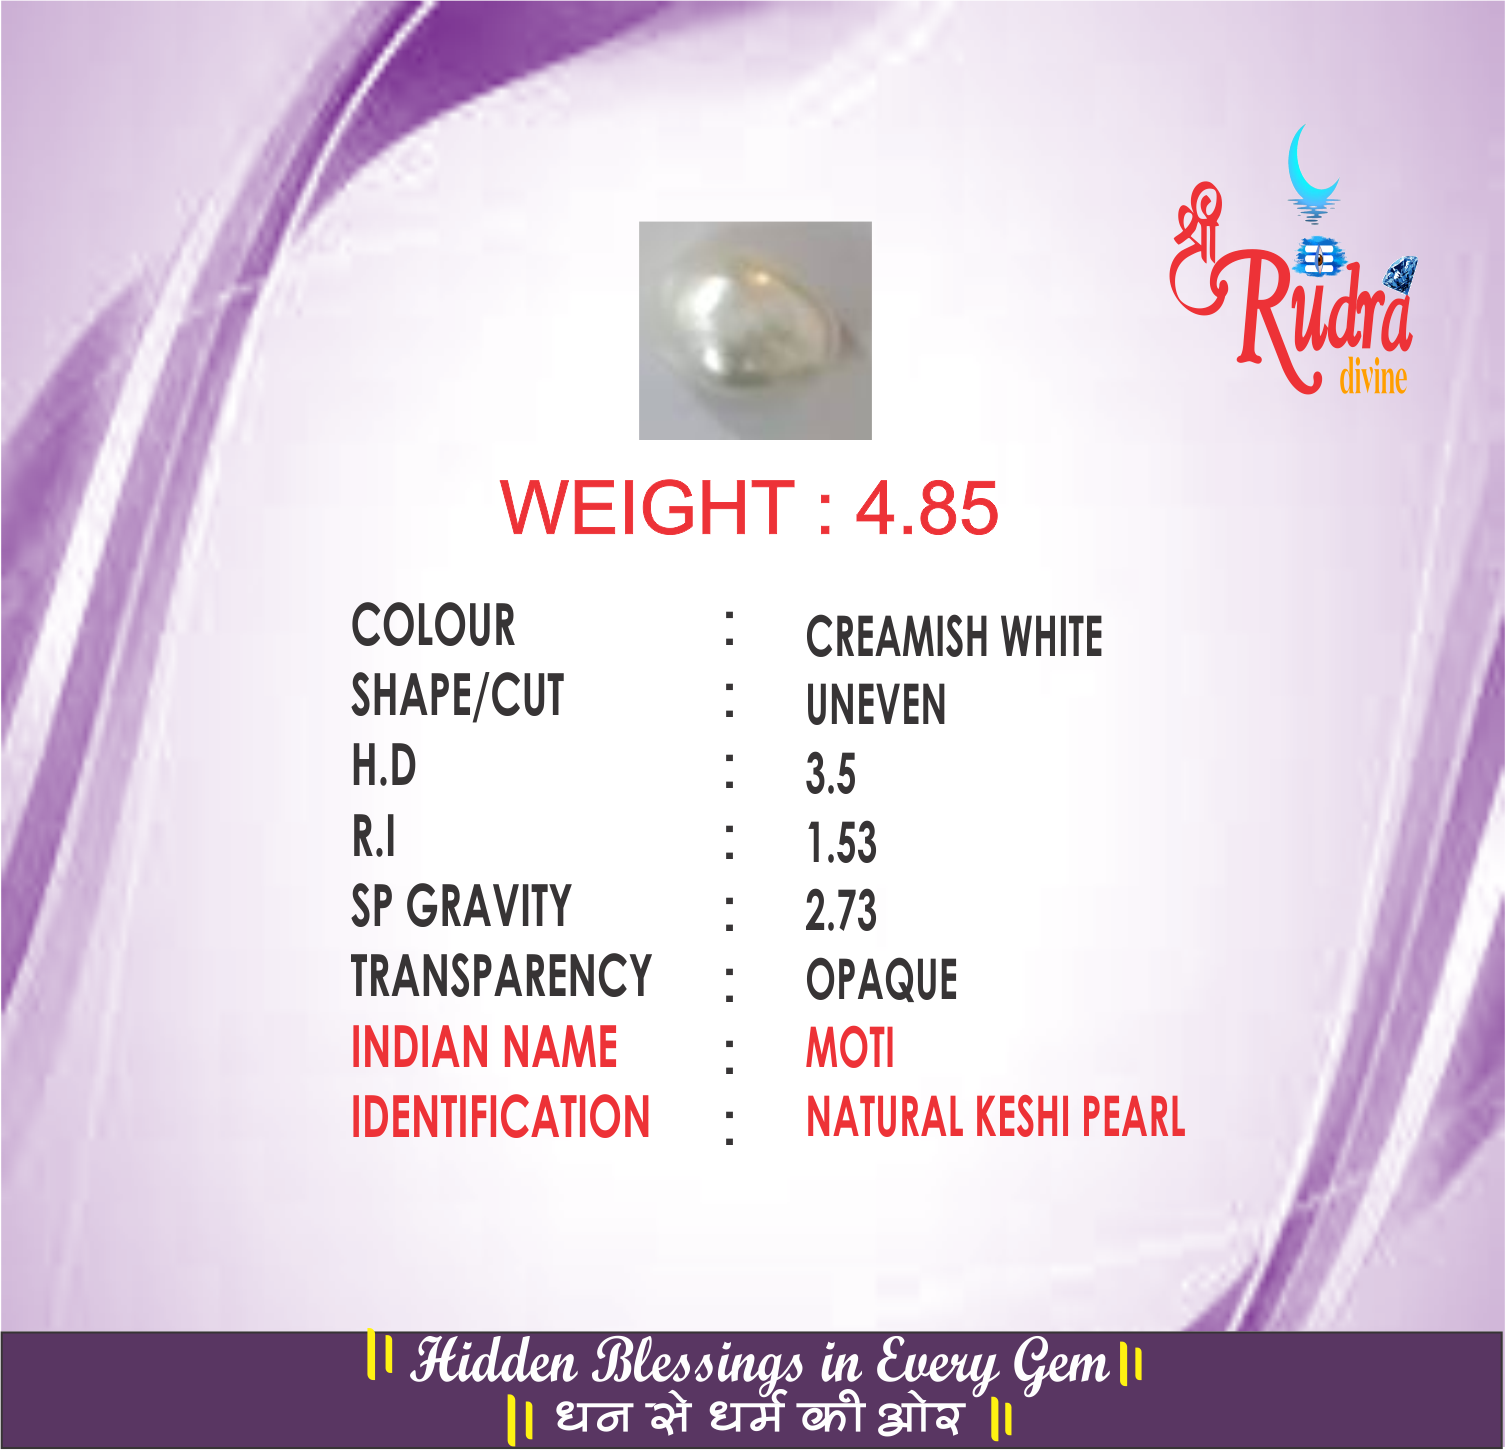 श्री
Rudra
divine
WEIGHT : 4.85
COLOUR : CREAMISH WHITE
SHAPE/CUT : UNEVEN
H.D : 3.5
R.I : 1.53
SP GRAVITY : 2.73
TRANSPARENCY : OPAQUE
INDIAN NAME : MOTI
IDENTIFICATION : NATURAL KESHI PEARL
|| Hidden Blessings in Every Gem ||
|| धन से धर्म की ओर ||